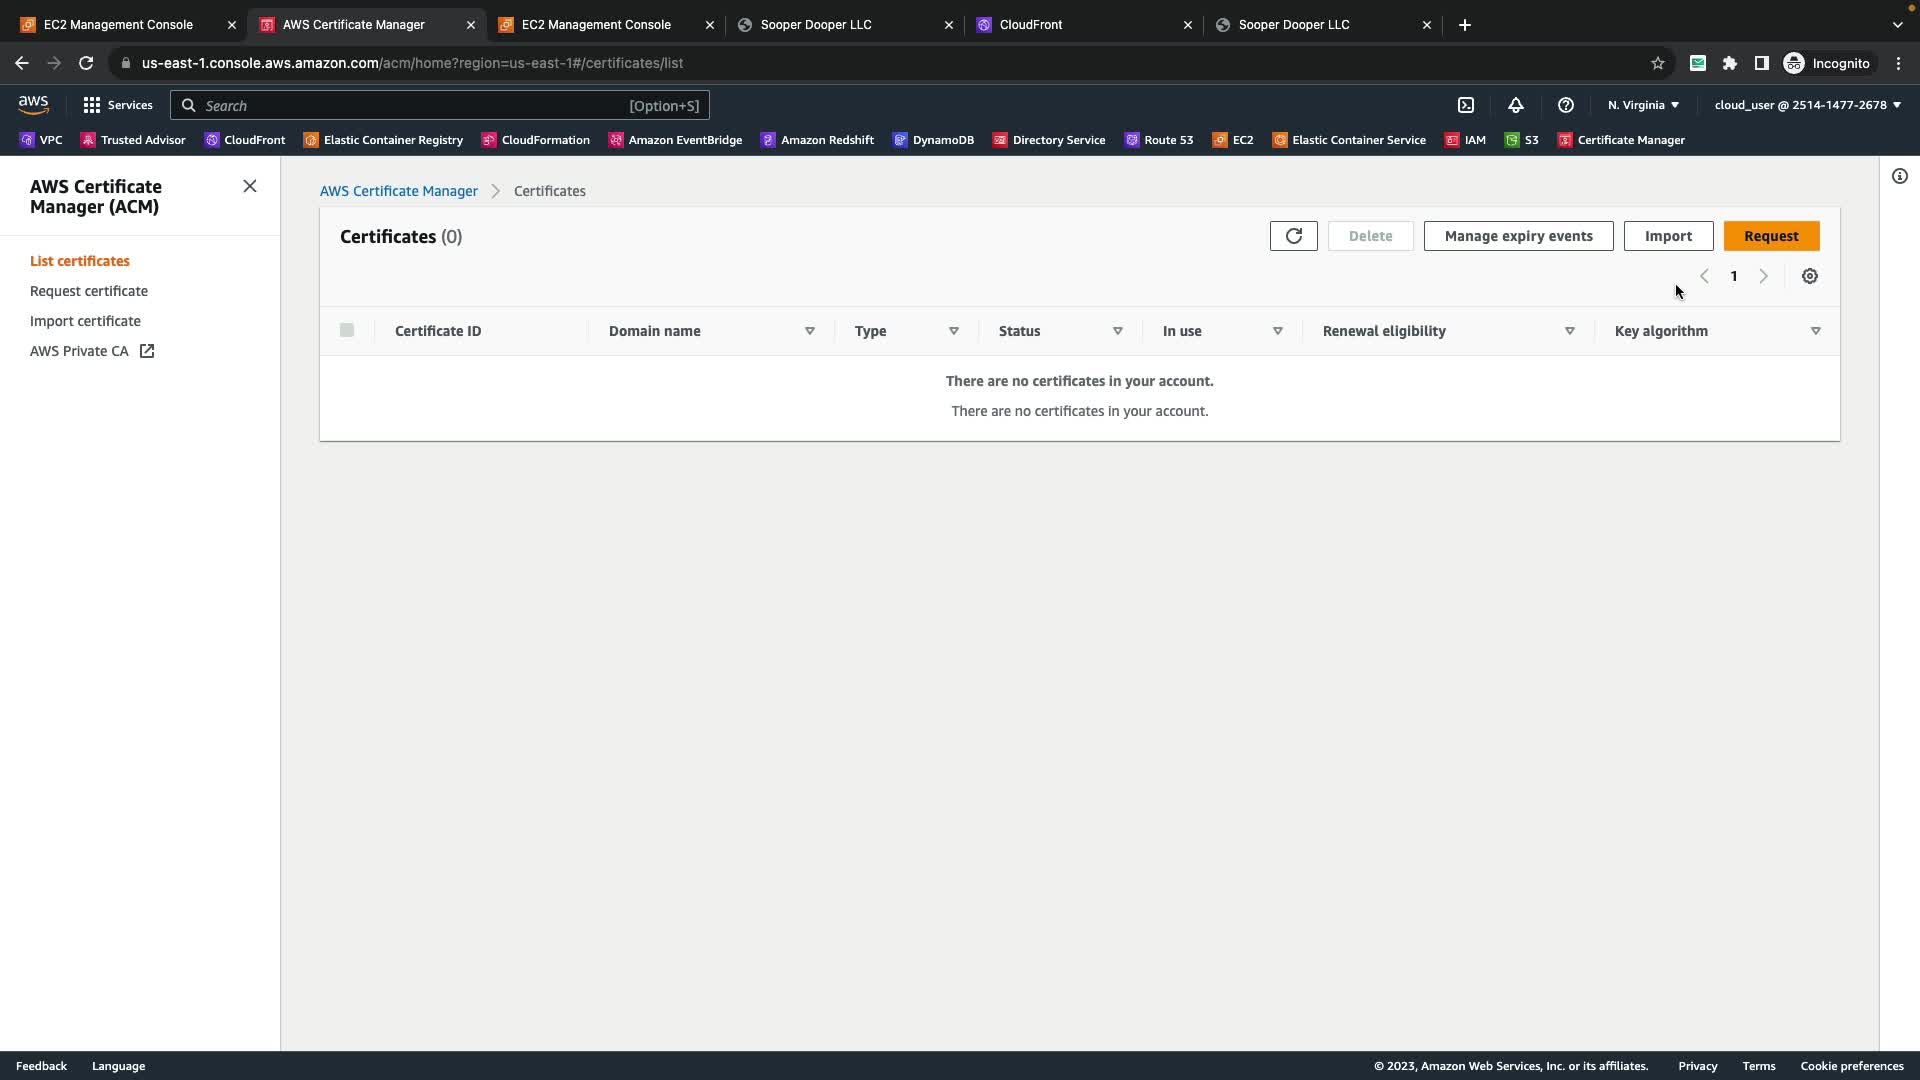 EC2 Management Console
AWS Certificate Manager
EC2 Management Console
Sooper Dooper LLC
CloudFront
Sooper Dooper LLC
us-east-1.console.aws.amazon.com/acm/home?region=us-east-1#/certificates/list
Incognito
aws
Services
Search
[Option+S]
N. Virginia
cloud_user @ 2514-1477-2678
VPC
Trusted Advisor
CloudFront
Elastic Container Registry
CloudFormation
Amazon EventBridge
Amazon Redshift
DynamoDB
Directory Service
Route 53
EC2
Elastic Container Service
IAM
S3
Certificate Manager
AWS Certificate
Manager (ACM)
List certificates
Request certificate
Import certificate
AWS Private CA
AWS Certificate Manager
Certificates
Certificates (0)
Delete
Manage expiry events
Import
Request
1
Certificate ID
Domain name
Type
Status
In use
Renewal eligibility
Key algorithm
There are no certificates in your account.
There are no certificates in your account.
Feedback
Language
© 2023, Amazon Web Services, Inc. or its affiliates.
Privacy
Terms
Cookie preferences